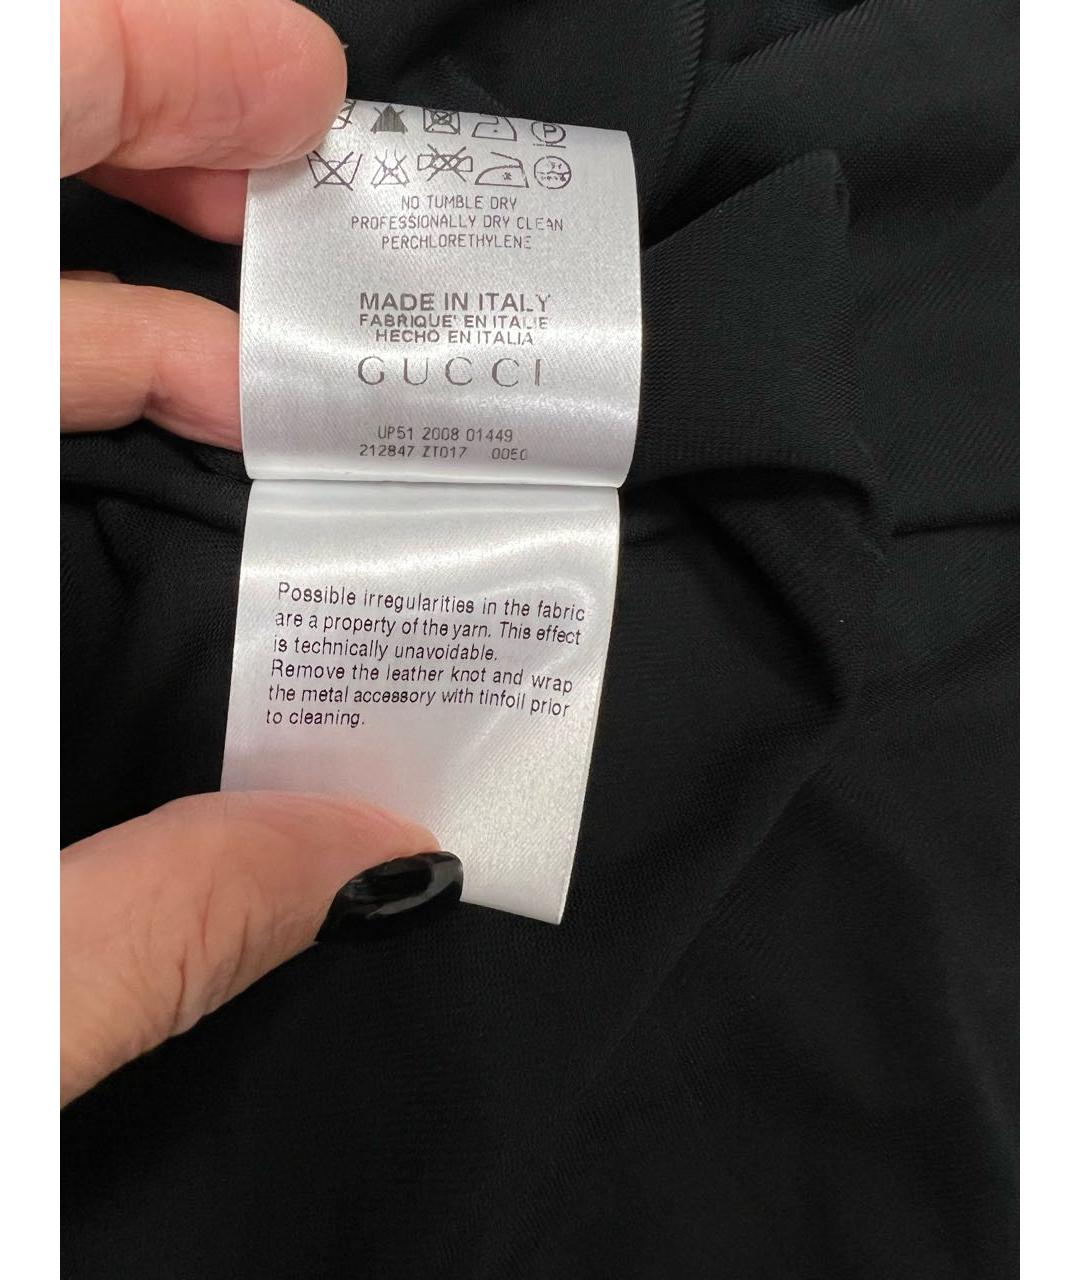 P
NO TUMBLE DRY
PROFESSIONALLY DRY CLEAN
PERCHLORETHYLENE
MADE IN ITALY
FABRIQUE' EN ITALIE
HECHO EN ITALIA
GUCCI
UP51 2008 01449
212847 ZT017 0050
Possible irregularities in the fabric
are a property of the yarn. This effect
is technically unavoidable.
Remove the leather knot and wrap
the metal accessory with tinfoil prior
to cleaning.